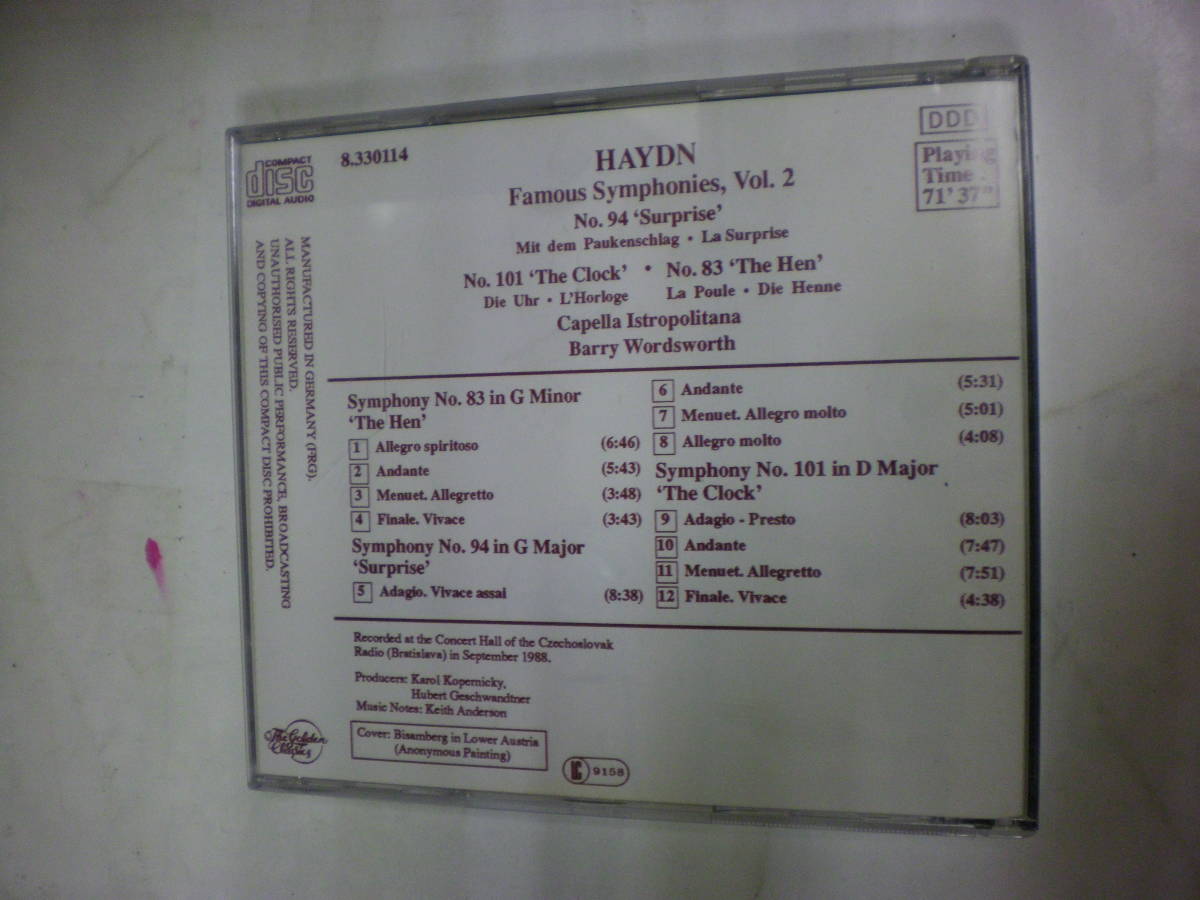 COMPACT
disc
DIGITAL AUDIO
8.330114
HAYDN
Famous Symphonies, Vol. 2
No. 94 ‘Surprise’
Mit dem Paukenschlag • La Surprise
No. 101 ‘The Clock’ • No. 83 ‘The Hen’
Die Uhr • L’Horloge La Poule • Die Henne
Capella Istropolitana
Barry Wordsworth
DDD
Playing
Time
71’ 37”
MANUFACTURED IN GERMANY (FRG).
ALL RIGHTS RESERVED.
UNAUTHORISED PUBLIC PERFORMANCE, BROADCASTING
AND COPYING OF THIS COMPACT DISC PROHIBITED.
Symphony No. 83 in G Minor
‘The Hen’
1 Allegro spiritoso (6:46)
2 Andante (5:43)
3 Menuet. Allegretto (3:48)
4 Finale. Vivace (3:43)
Symphony No. 94 in G Major
‘Surprise’
5 Adagio. Vivace assai (8:38)
6 Andante (5:31)
7 Menuet. Allegro molto (5:01)
8 Allegro molto (4:08)
Symphony No. 101 in D Major
‘The Clock’
9 Adagio - Presto (8:03)
10 Andante (7:47)
11 Menuet. Allegretto (7:51)
12 Finale. Vivace (4:38)
Recorded at the Concert Hall of the Czechoslovak
Radio (Bratislava) in September 1988.
Producers: Karol Kopernicky,
Hubert Geschwandtner
Music Notes: Keith Anderson
Cover: Bisamberg in Lower Austria
(Anonymous Painting)
The Golden
Classics
LC 9158